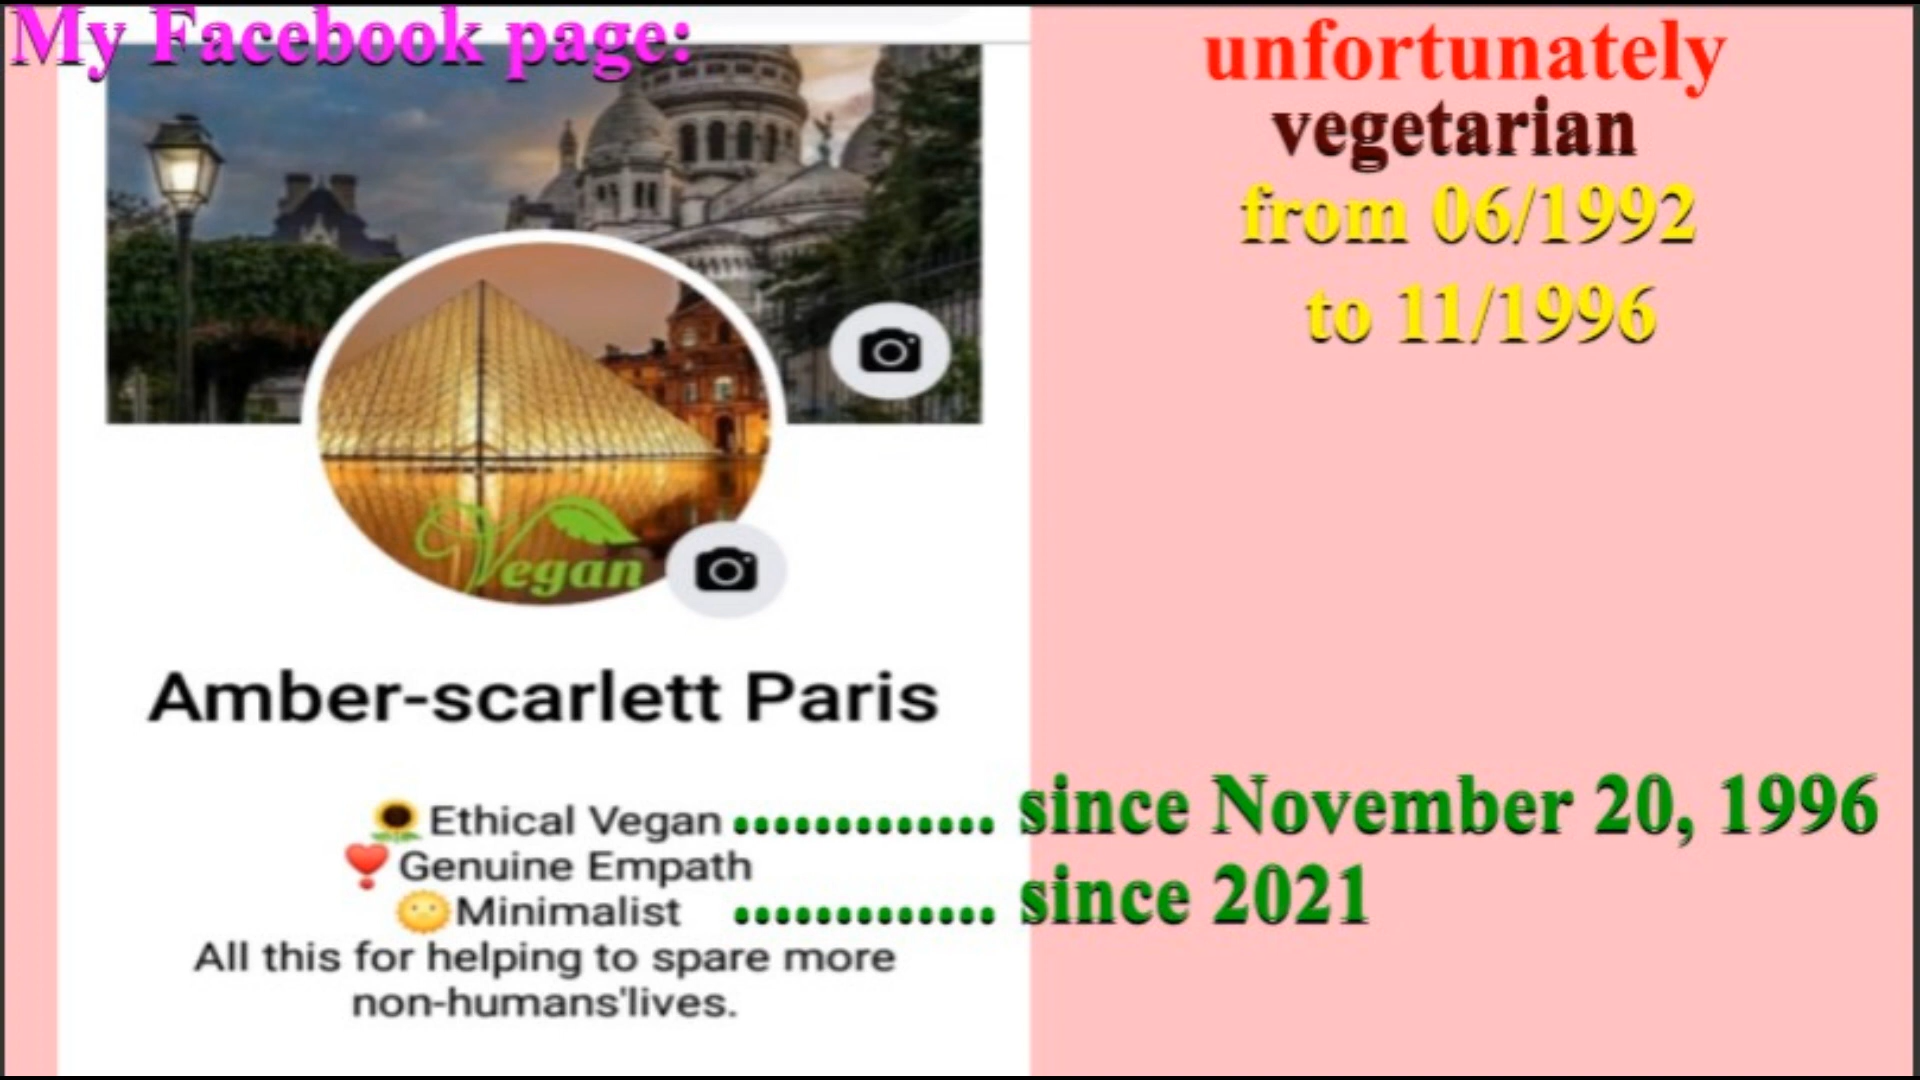 My Facebook page:
unfortunately
vegetarian
from 06/1992
to 11/1996
Vegan
Amber-scarlett Paris
🌻Ethical Vegan ............. since November 20, 1996
❣️Genuine Empath
🌝Minimalist ............. since 2021
All this for helping to spare more
non-humans'lives.